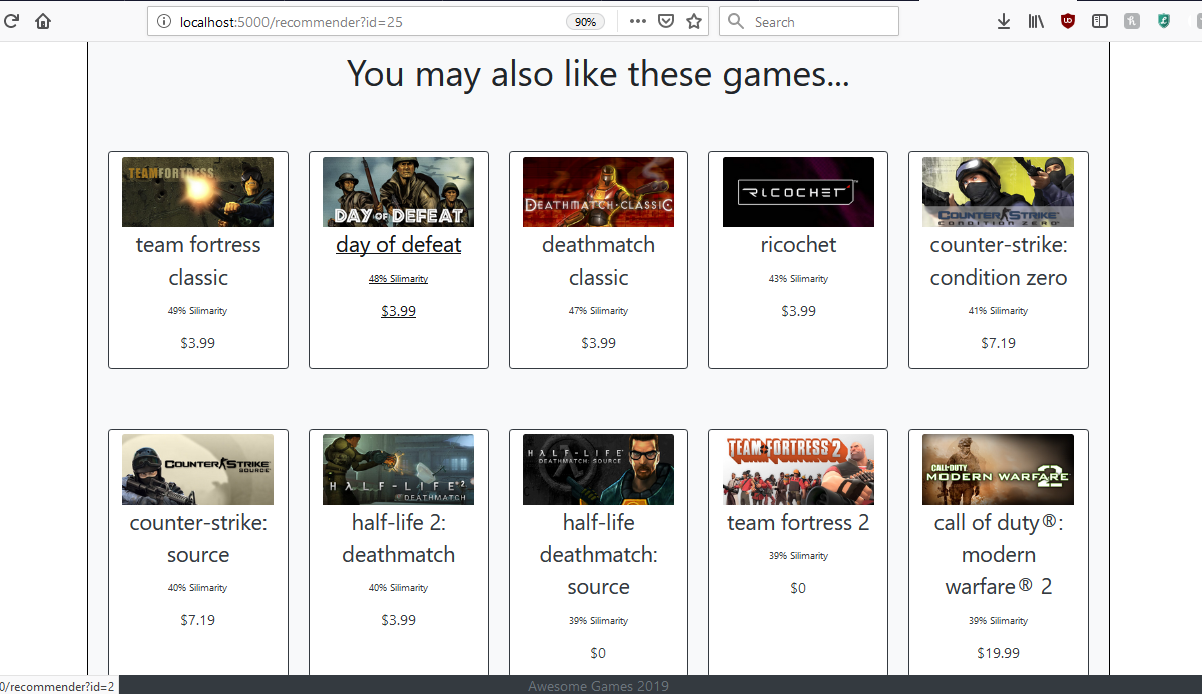 localhost:5000/recommender?id=25
90%
Search
You may also like these games...
TEAMFORTRESS
team fortress
classic
49% Silimarity
$3.99
DAY OF DEFEAT
day of defeat
48% Silimarity
$3.99
DEATHMATCH CLASSIC
deathmatch
classic
47% Silimarity
$3.99
RICOCHET
ricochet
43% Silimarity
$3.99
COUNTER STRIKE
CONDITION ZERO
counter-strike:
condition zero
41% Silimarity
$7.19
COUNTER STRIKE
SOURCE
counter-strike:
source
40% Silimarity
$7.19
HALF-LIFE 2
DEATHMATCH
half-life 2:
deathmatch
40% Silimarity
$3.99
HALF-LIFE
DEATHMATCH: SOURCE
half-life
deathmatch:
source
39% Silimarity
$0
TEAM FORTRESS 2
team fortress 2
39% Silimarity
$0
CALL OF DUTY
MODERN WARFARE 2
call of duty®:
modern
warfare® 2
39% Silimarity
$19.99
0/recommender?id=2
Awesome Games 2019